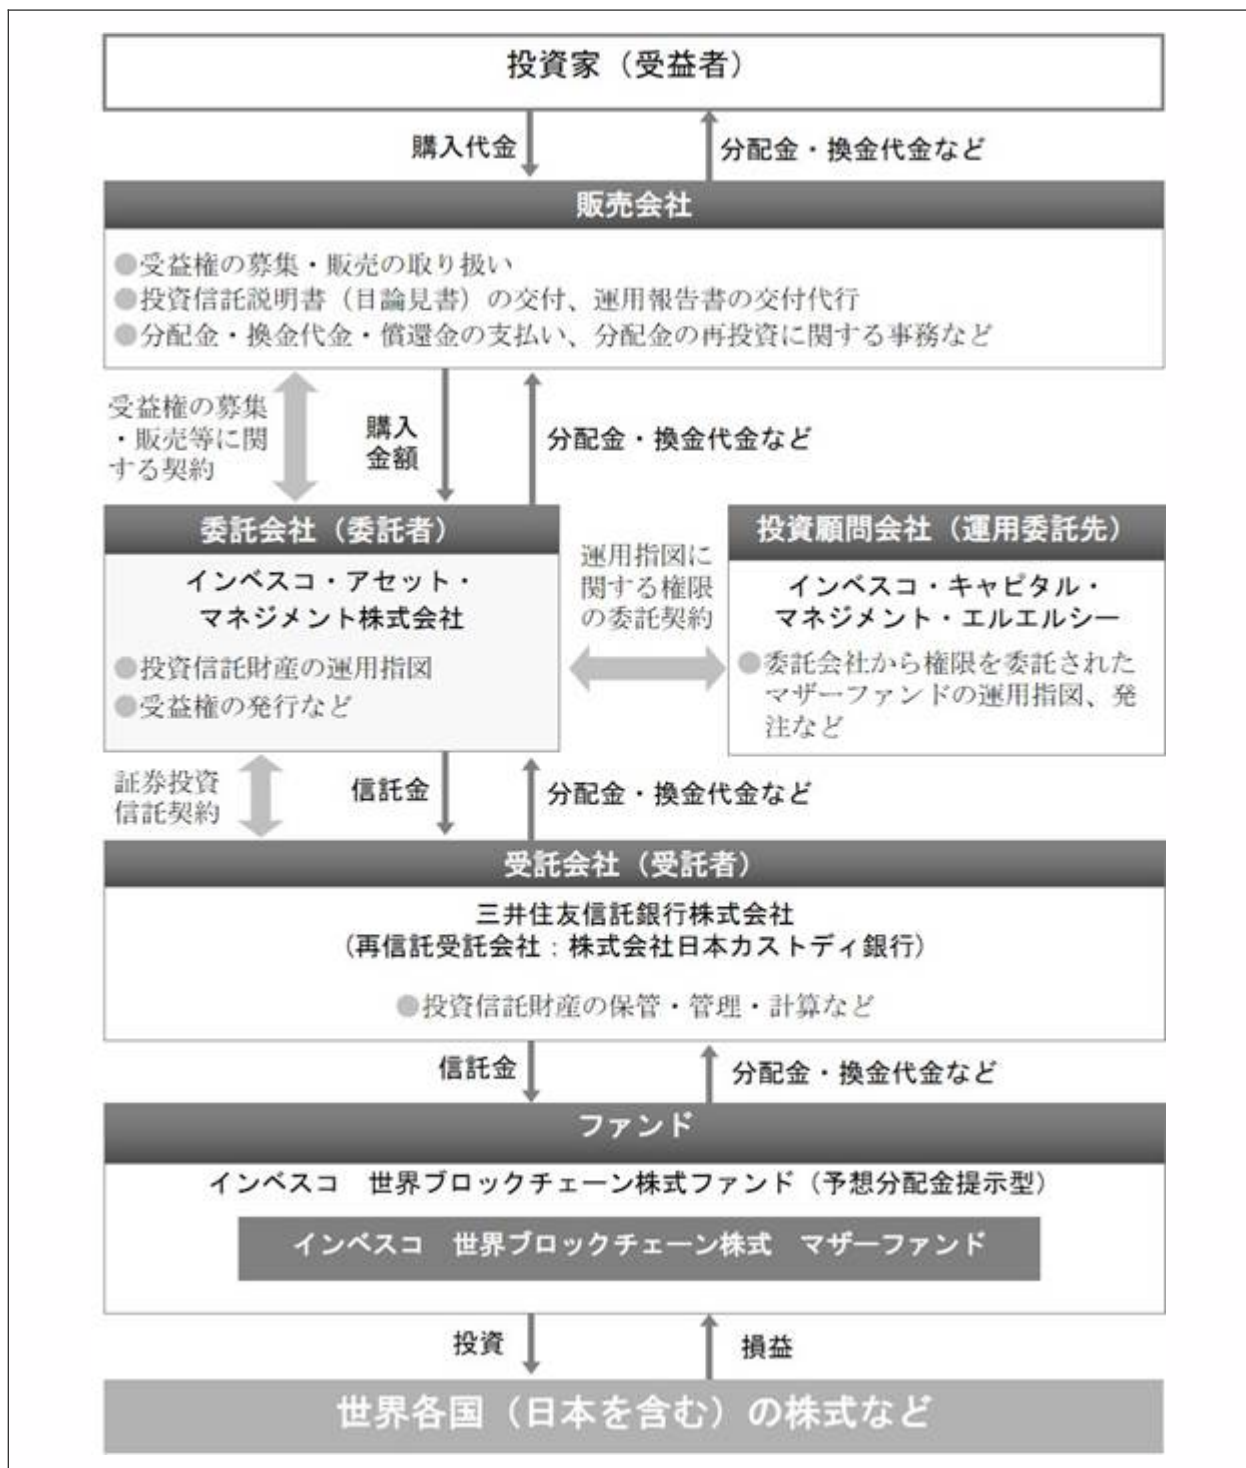 投資家（受益者）
購入代金
分配金・換金代金など
販売会社
●受益権の募集・販売の取り扱い
●投資信託説明書（目論見書）の交付、運用報告書の交付代行
●分配金・換金代金・償還金の支払い、分配金の再投資に関する事務など
受益権の募集
・販売等に関
する契約
購入
金額
分配金・換金代金など
委託会社（委託者）
インベスコ・アセット・
マネジメント株式会社
●投資信託財産の運用指図
●受益権の発行など
運用指図に
関する権限
の委託契約
投資顧問会社（運用委託先）
インベスコ・キャピタル・
マネジメント・エルエルシー
●委託会社から権限を委託された
マザーファンドの運用指図、発
注など
証券投資
信託契約
信託金
分配金・換金代金など
受託会社（受託者）
三井住友信託銀行株式会社
（再信託受託会社：株式会社日本カストディ銀行）
●投資信託財産の保管・管理・計算など
信託金
分配金・換金代金など
ファンド
インベスコ　世界ブロックチェーン株式ファンド（予想分配金提示型）
インベスコ　世界ブロックチェーン株式　マザーファンド
投資
損益
世界各国（日本を含む）の株式など